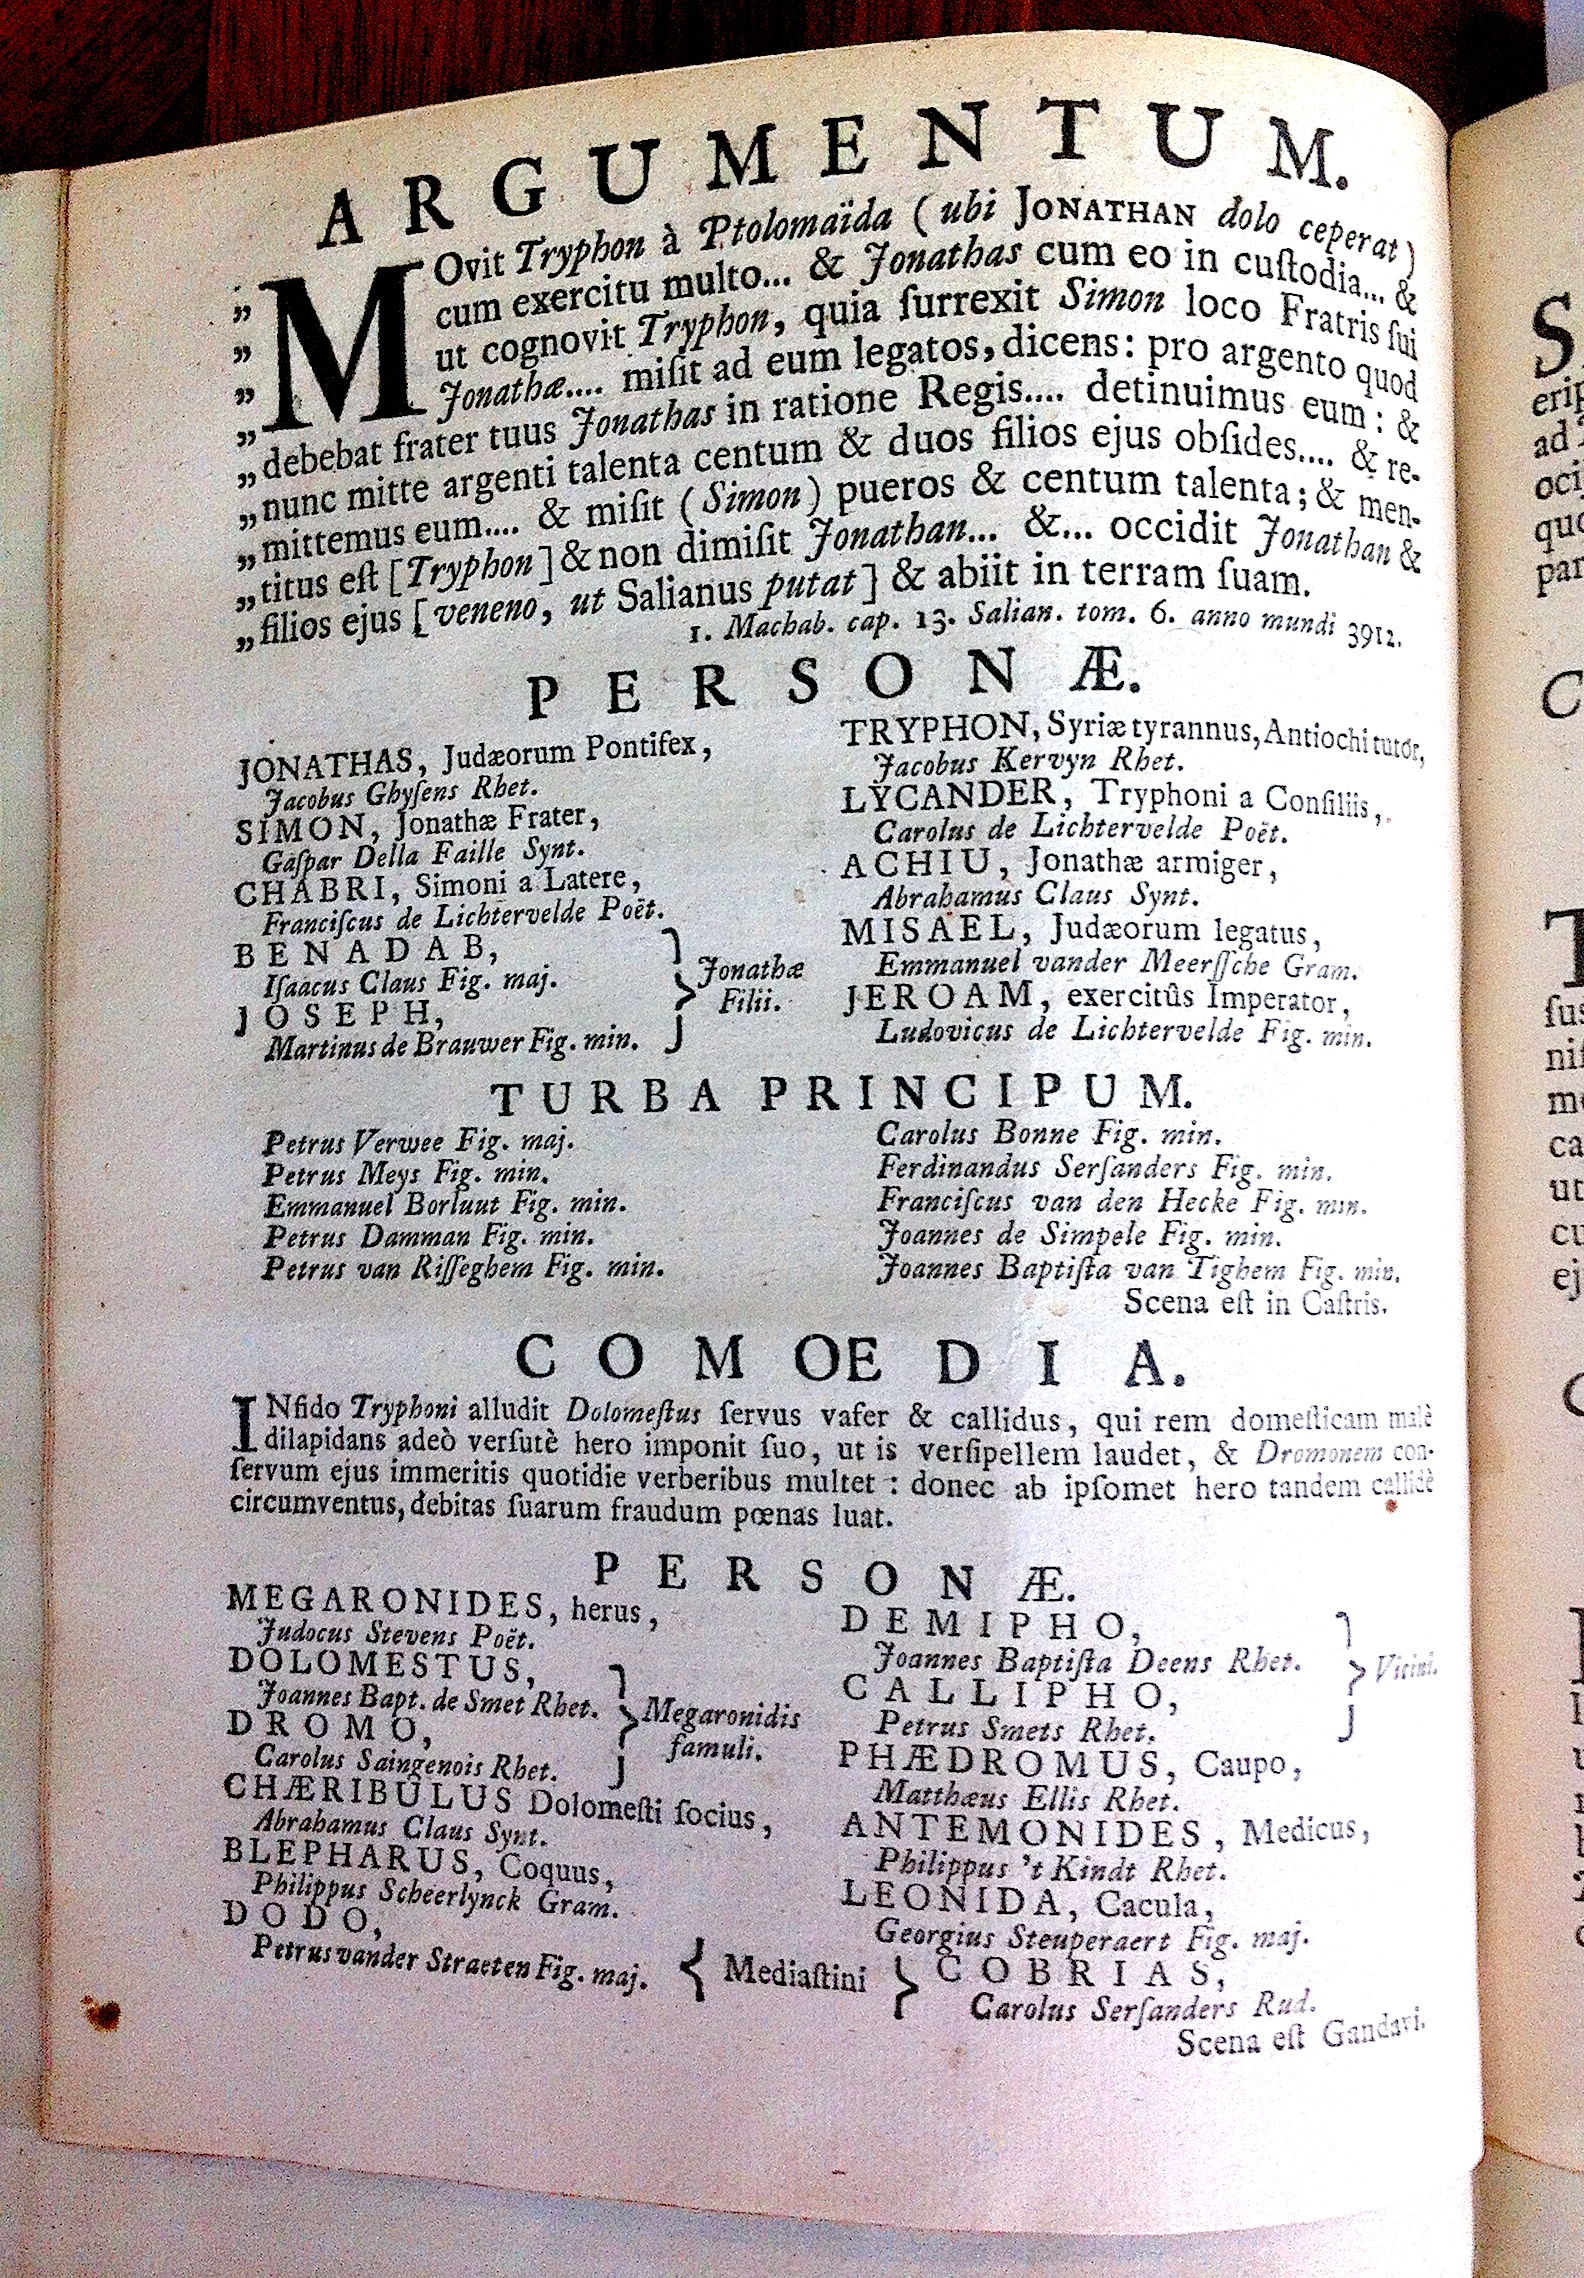 ARGUMENTUM.
MOvit Tryphon à Ptolomaïda ( ubi JONATHAN dolo ceperat )
„ cum exercitu multo... & Jonathas cum eo in cuſtodia... &
„ ut cognovit Tryphon, quia ſurrexit Simon loco Fratris ſui
„ Jonathæ.... miſit ad eum legatos, dicens: pro argento quod
„ debebat frater tuus Jonathas in ratione Regis.... detinuimus eum: &
„ nunc mitte argenti talenta centum & duos filios ejus obſides.... & re-
„ mittemus eum.... & miſit ( Simon ) pueros & centum talenta; & men-
„ titus eſt [ Tryphon ] & non dimiſit Jonathan... &... occidit Jonathan &
„ filios ejus [ veneno, ut Salianus putat ] & abiit in terram ſuam.
1. Machab. cap. 13. Salian. tom. 6. anno mundi 3912.
PERSONÆ.
JONATHAS, Judæorum Pontifex,
Jacobus Ghyſens Rhet.
SIMON, Jonathæ Frater,
Gaſpar Della Faille Synt.
CHABRI, Simoni a Latere,
Franciſcus de Lichtervelde Poët.
BENADAB,
Iſaacus Claus Fig. maj.
JOSEPH,
Martinus de Brauwer Fig. min.
Jonathæ
Filii.
TRYPHON, Syriæ tyrannus, Antiochi tutor,
Jacobus Kervyn Rhet.
LYCANDER, Tryphoni a Conſiliis,
Carolus de Lichtervelde Poët.
ACHIU, Jonathæ armiger,
Abrahamus Claus Synt.
MISAEL, Judæorum legatus,
Emmanuel vander Meerſſche Gram.
JEROAM, exercitûs Imperator,
Ludovicus de Lichtervelde Fig. min.
TURBA PRINCIPUM.
Petrus Verwee Fig. maj.
Petrus Meys Fig. min.
Emmanuel Borluut Fig. min.
Petrus Damman Fig. min.
Petrus van Riſſeghem Fig. min.
Carolus Bonne Fig. min.
Ferdinandus Serſanders Fig. min.
Franciſcus van den Hecke Fig. min.
Joannes de Simpele Fig. min.
Joannes Baptiſta van Tighem Fig. min.
Scena eſt in Caſtris.
COMOEDIA.
INfido Tryphoni alludit Dolomeſtus ſervus vafer & callidus, qui rem domeſticam malè
dilapidans adeò verſutè hero imponit ſuo, ut is verſipellem laudet, & Dromonem con-
ſervum ejus immeritis quotidie verberibus multet : donec ab ipſomet hero tandem callidè
circumventus, debitas ſuarum fraudum pœnas luat.
PERSONÆ.
MEGARONIDES, herus,
Judocus Stevens Poët.
DOLOMESTUS,
Joannes Bapt. de Smet Rhet.
DROMO,
Carolus Saingenois Rhet.
Megaronidis
famuli.
CHÆRIBULUS Dolomeſti ſocius,
Abrahamus Claus Synt.
BLEPHARUS, Coquus,
Philippus Scheerlynck Gram.
DODO,
Petrus vander Straeten Fig. maj.
Mediaſtini
DEMIPHO,
Joannes Baptiſta Deens Rhet.
CALLIPHO,
Petrus Smets Rhet.
Vicini.
PHÆDROMUS, Caupo,
Matthæus Ellis Rhet.
ANTEMONIDES, Medicus,
Philippus 't Kindt Rhet.
LEONIDA, Cacula,
Georgius Steuperaert Fig. maj.
COBRIAS,
Carolus Serſanders Rud.
Scena eſt Gandavi.